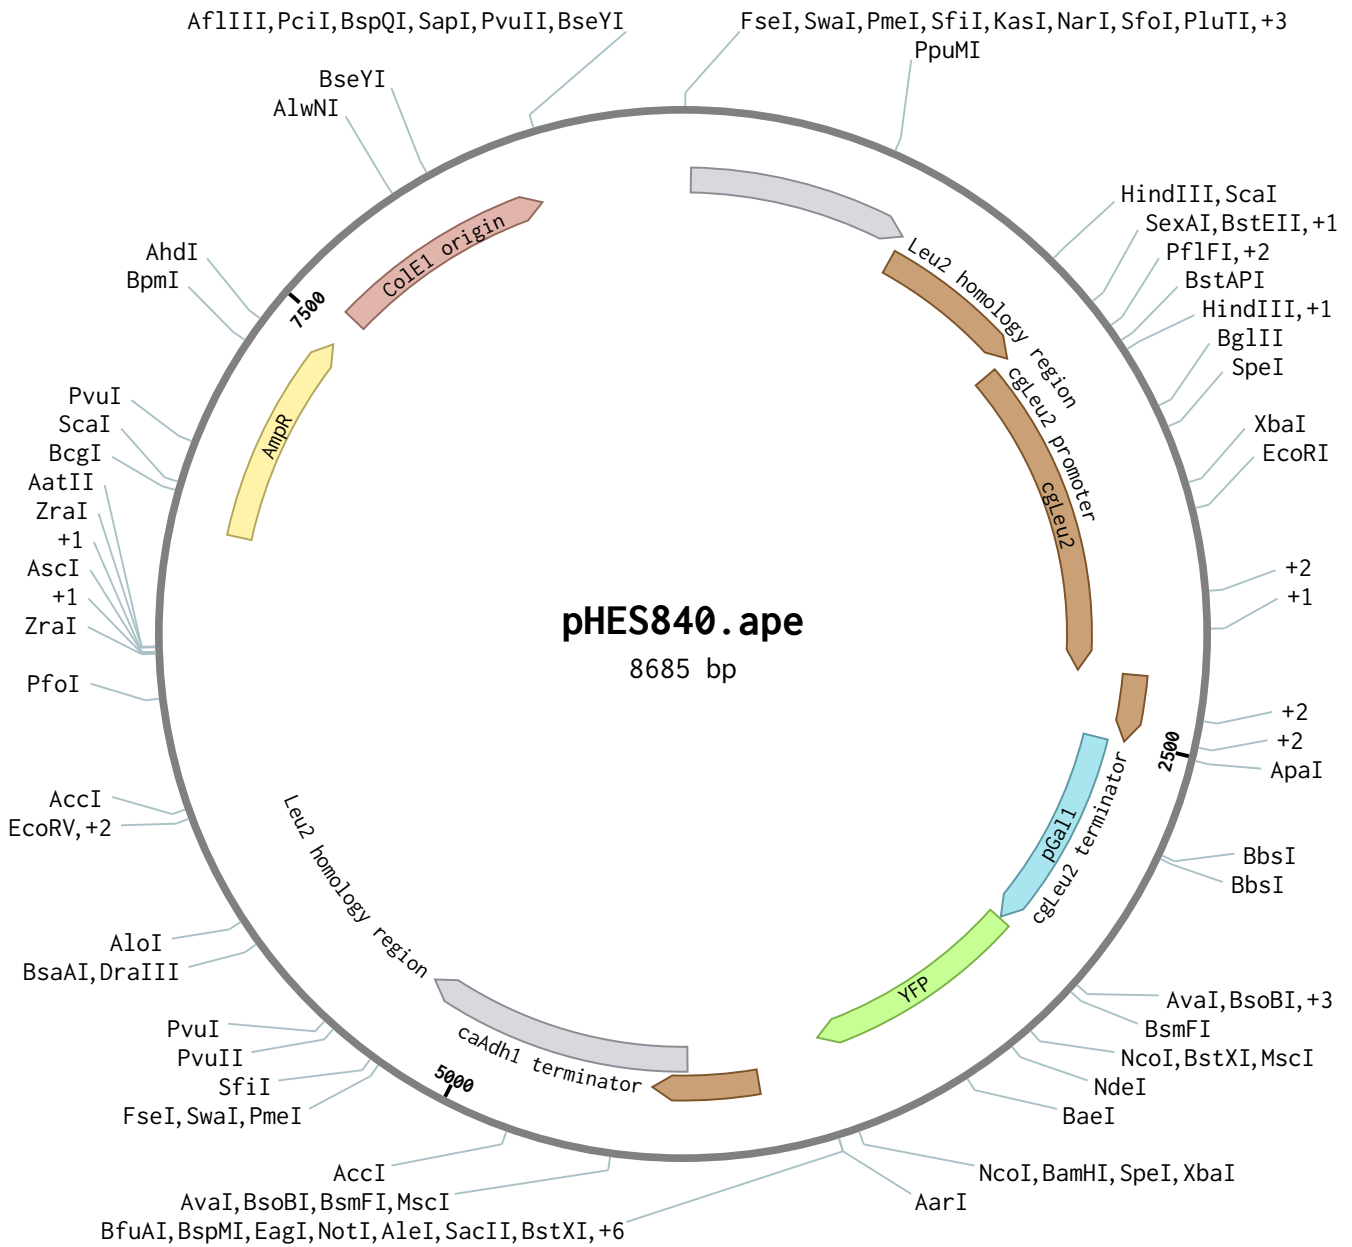 AflIII,PciI,BspQI,SapI,PvuII,BseYI
FseI,SwaI,PmeI,SfiI,KasI,NarI,SfoI,PluTI,+3
PpuMI
BseYI
AlwNI
HindIII,ScaI
SexAI,BstEII,+1
PflFI,+2
BstAPI
HindIII,+1
BglII
SpeI
XbaI
EcoRI
+2
+1
+2
+2
2500
ApaI
BbsI
BbsI
AvaI,BsoBI,+3
BsmFI
NcoI,BstXI,MscI
NdeI
BaeI
NcoI,BamHI,SpeI,XbaI
AarI
AhdI
BpmI
7500
PvuI
ScaI
BcgI
AatII
ZraI
+1
AscI
+1
ZraI
PfoI
AccI
EcoRV,+2
AloI
BsaAI,DraIII
PvuI
PvuII
SfiI
FseI,SwaI,PmeI
5000
AccI
AvaI,BsoBI,BsmFI,MscI
BfuAI,BspMI,EagI,NotI,AleI,SacII,BstXI,+6
ColE1 origin
AmpR
Leu2 homology region
cgLeu2 promoter
cgLeu2
pGal1
cgLeu2 terminator
YFP
caAdh1 terminator
Leu2 homology region
pHES840.ape
8685 bp